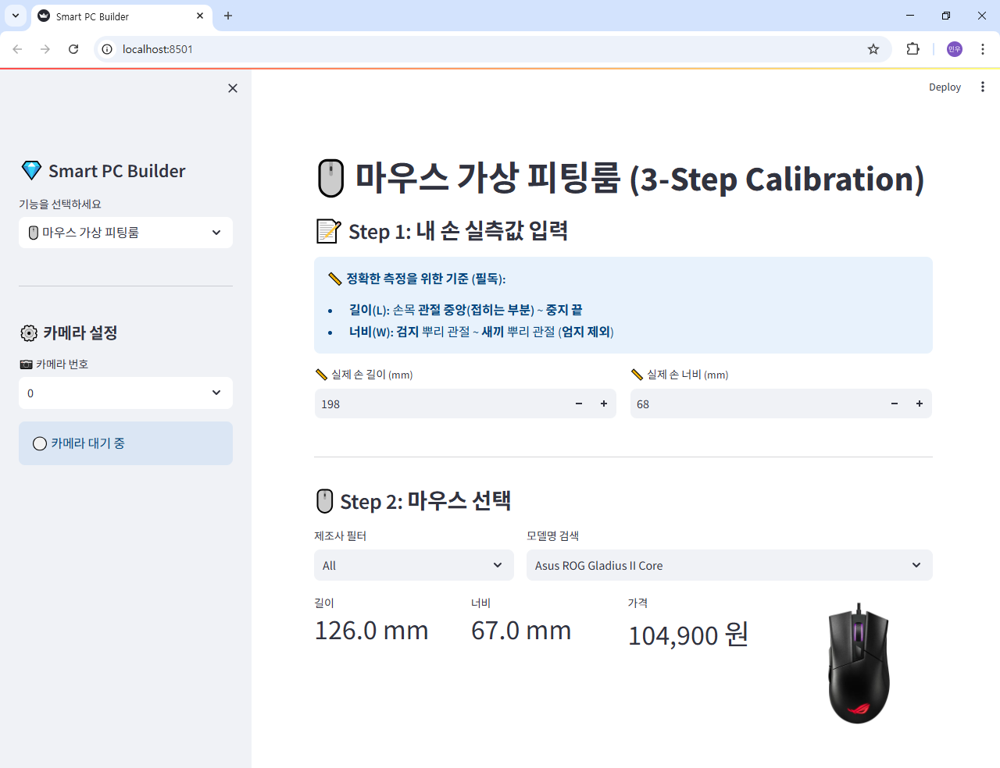 Smart PC Builder
localhost:8501
민우
Deploy
Smart PC Builder
기능을 선택하세요
마우스 가상 피팅룸
카메라 설정
카메라 번호
0
카메라 대기 중
마우스 가상 피팅룸 (3-Step Calibration)
Step 1: 내 손 실측값 입력
정확한 측정을 위한 기준 (필독):
• 길이(L): 손목 관절 중앙(접히는 부분) ~ 중지 끝
• 너비(W): 검지 뿌리 관절 ~ 새끼 뿌리 관절 (엄지 제외)
실제 손 길이 (mm)
실제 손 너비 (mm)
198
68
Step 2: 마우스 선택
제조사 필터
모델명 검색
All
Asus ROG Gladius II Core
길이
너비
가격
126.0 mm
67.0 mm
104,900 원